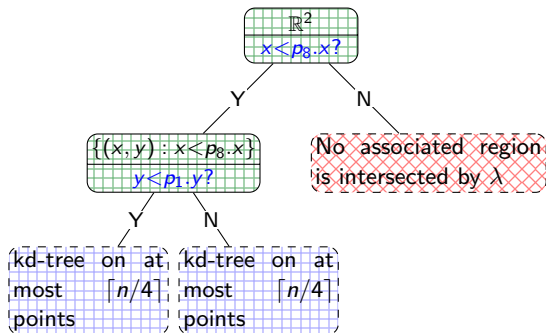 ℝ²
x<p₈.x?
Y
N
{(x, y) : x<p₈.x}
y<p₁.y?
No associated region
is intersected by λ
Y
N
kd-tree on at
most ⌈n/4⌉
points
kd-tree on at
most ⌈n/4⌉
points